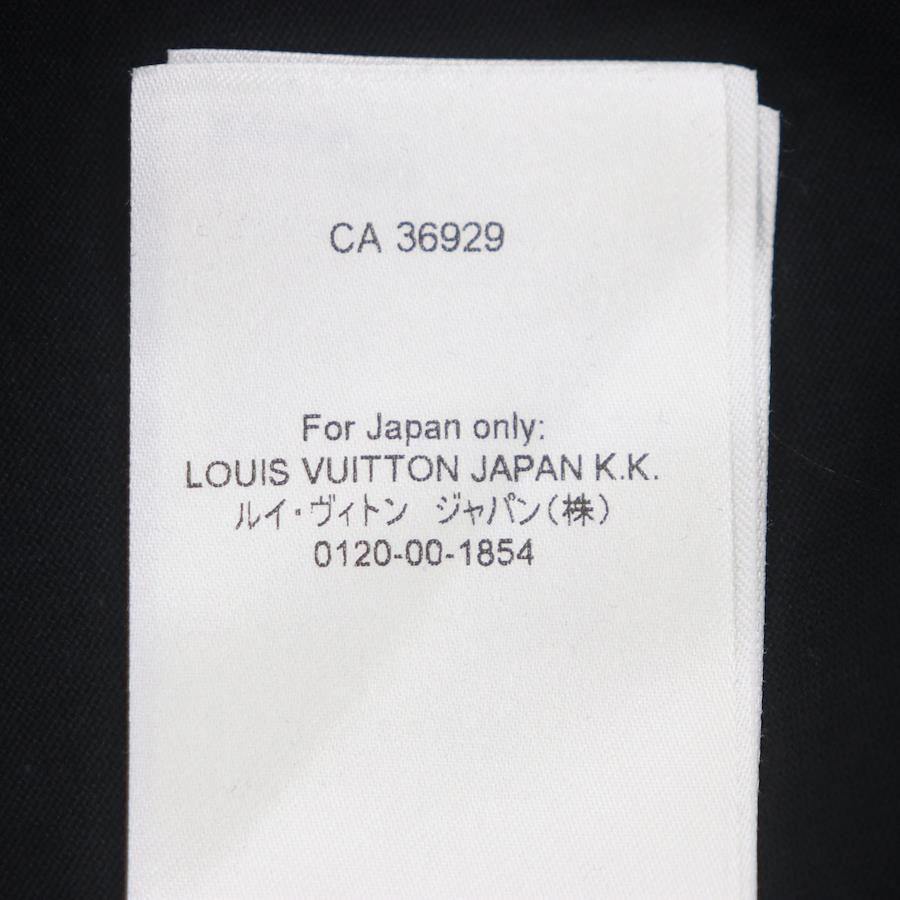 CA 36929
For Japan only:
LOUIS VUITTON JAPAN K.K.
ルイ・ヴィトン ジャパン(株)
0120-00-1854